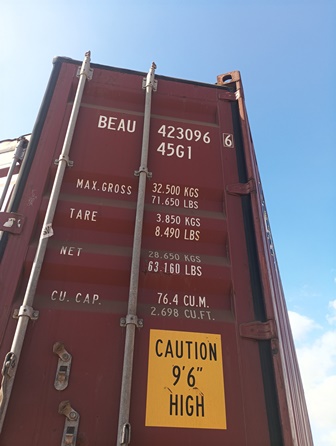 BEAU 423096 6
45G1
MAX.GROSS 32.500 KGS
71.650 LBS
TARE 3.850 KGS
8.490 LBS
NET 28.650 KGS
63.160 LBS
CU. CAP. 76.4 CU.M.
2.698 CU.FT.
CAUTION
9'6"
HIGH